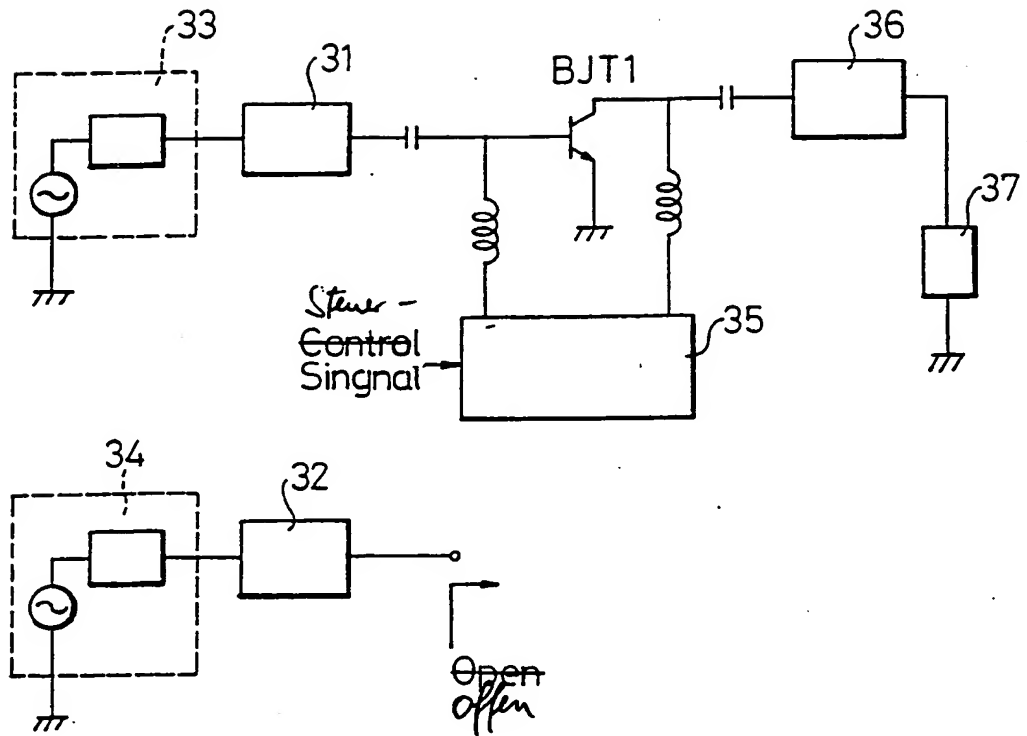 33
31
BJT1
36
37
Steuer -
Control
Singnal
35
34
32
Open
offen